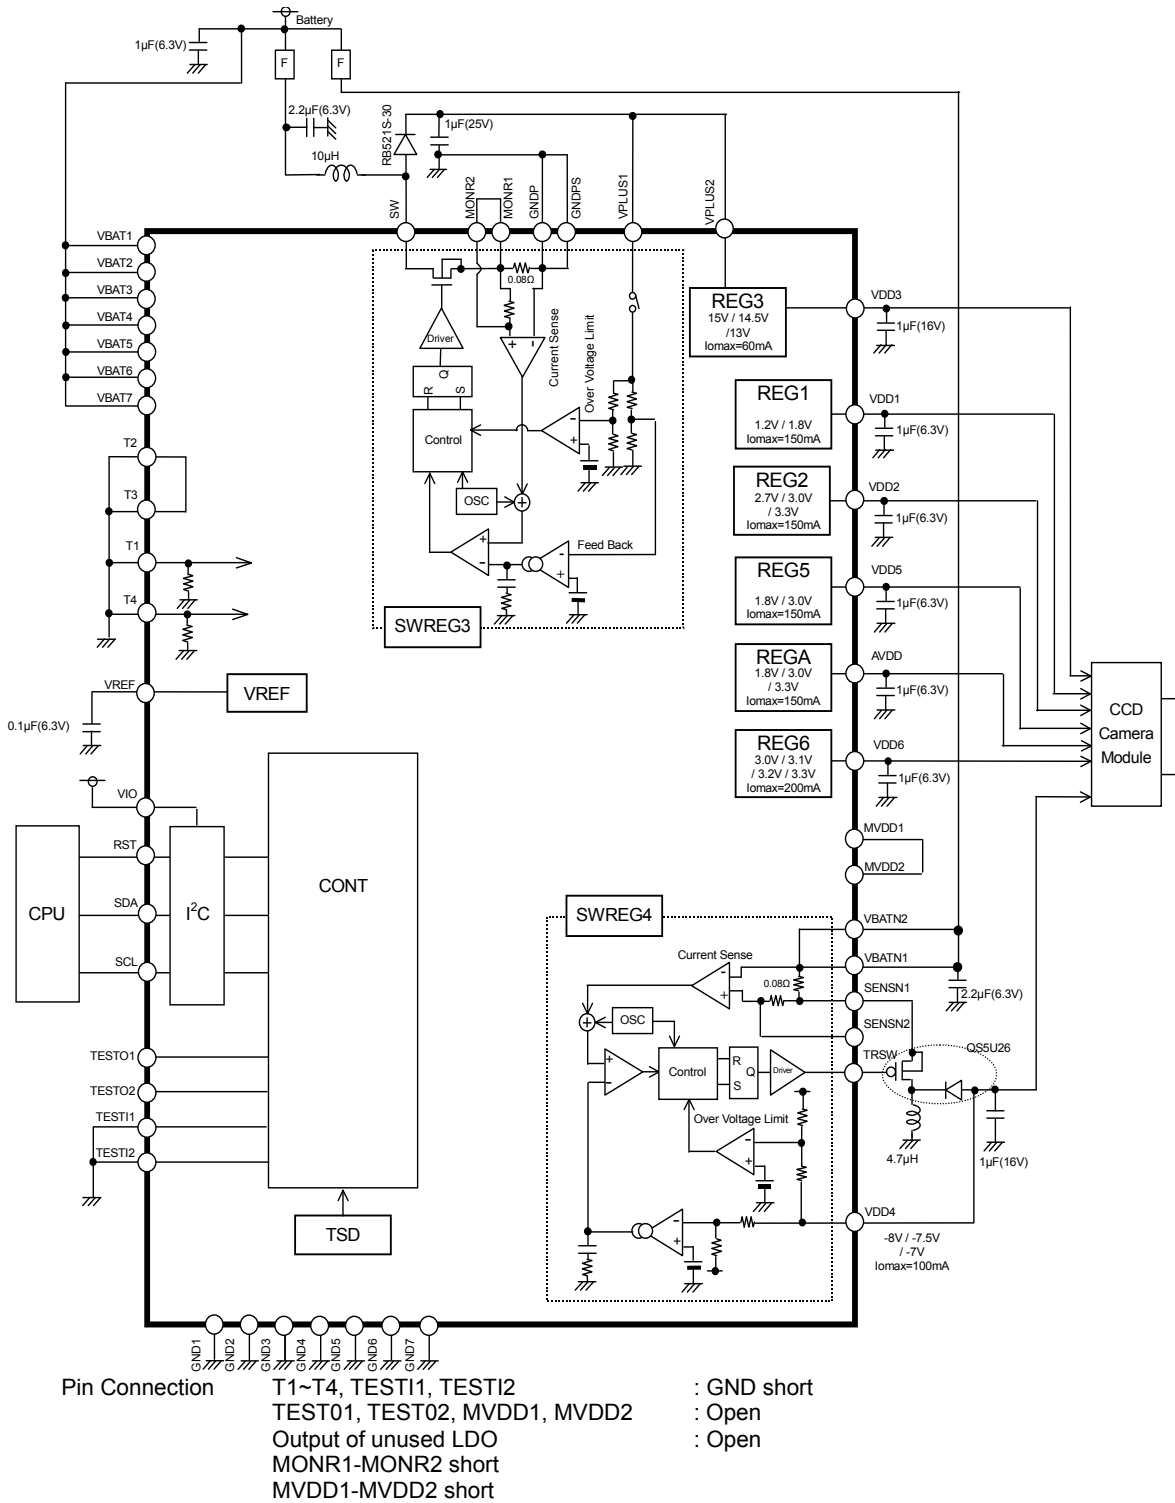 Battery
1µF(6.3V)
F
F
2.2µF(6.3V)
10µH
RB521S-30
1µF(25V)
SW
MONR2
MONR1
GNDP
GNDPS
VPLUS1
VPLUS2
VBAT1
VBAT2
VBAT3
VBAT4
VBAT5
VBAT6
VBAT7
T2
T3
T1
T4
0.08Ω
Driver
+ -
Current Sense
Q
R S
Control
OSC
+
Over Voltage Limit
-
+
+
-
Feed Back
-
+
SWREG3
REG3
15V / 14.5V
/13V
Iomax=60mA
VDD3
1µF(16V)
REG1
1.2V / 1.8V
Iomax=150mA
VDD1
1µF(6.3V)
REG2
2.7V / 3.0V
/ 3.3V
Iomax=150mA
VDD2
1µF(6.3V)
REG5
1.8V / 3.0V
Iomax=150mA
VDD5
1µF(6.3V)
REGA
1.8V / 3.0V
/ 3.3V
Iomax=150mA
AVDD
1µF(6.3V)
REG6
3.0V / 3.1V
/ 3.2V / 3.3V
Iomax=200mA
VDD6
1µF(6.3V)
CCD
Camera
Module
VREF
VREF
0.1µF(6.3V)
VIO
RST
SDA
SCL
CPU
I²C
CONT
TESTO1
TESTO2
TESTI1
TESTI2
TSD
MVDD1
MVDD2
SWREG4
VBATN2
VBATN1
SENSN1
SENSN2
TRSW
2.2µF(6.3V)
QS5U26
Current Sense
-
+
0.08Ω
+
OSC
+
-
Control
R
S
Q
Driver
Over Voltage Limit
-
+
-
+
4.7µH
1µF(16V)
VDD4
-8V / -7.5V
/ -7V
Iomax=100mA
GND1
GND2
GND3
GND4
GND5
GND6
GND7
Pin Connection T1~T4, TESTI1, TESTI2 : GND short
TEST01, TEST02, MVDD1, MVDD2 : Open
Output of unused LDO : Open
MONR1-MONR2 short
MVDD1-MVDD2 short